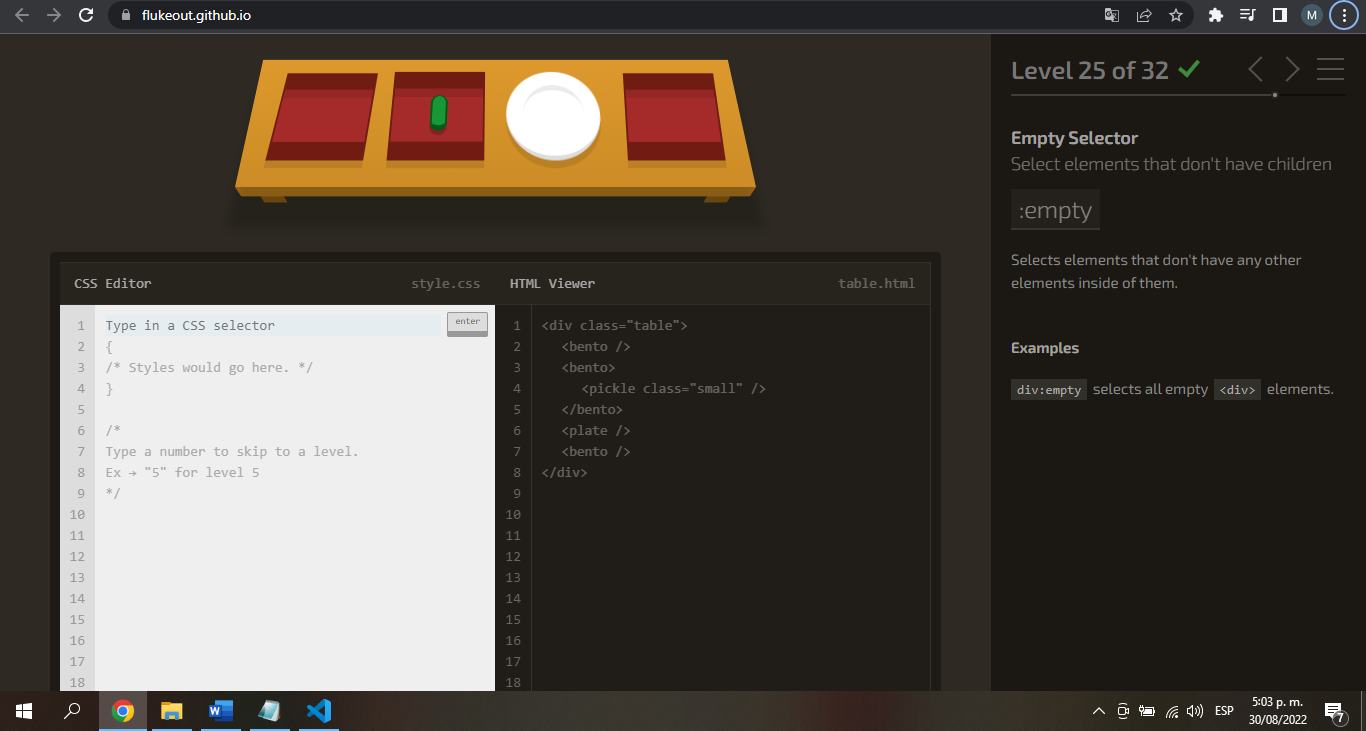 flukeout.github.io
M
Level 25 of 32
Empty Selector
Select elements that don't have children
:empty
Selects elements that don't have any other
elements inside of them.
Examples
div:empty selects all empty <div> elements.
CSS Editor style.css
1 Type in a CSS selector enter
2 {
3 /* Styles would go here. */
4 }
5
6 /*
7 Type a number to skip to a level.
8 Ex → "5" for level 5
9 */
10
11
12
13
14
15
16
17
18
HTML Viewer table.html
1 <div class="table">
2 <bento />
3 <bento>
4 <pickle class="small" />
5 </bento>
6 <plate />
7 <bento />
8 </div>
9
10
11
12
13
14
15
16
17
18
ESP
5:03 p. m.
30/08/2022
7